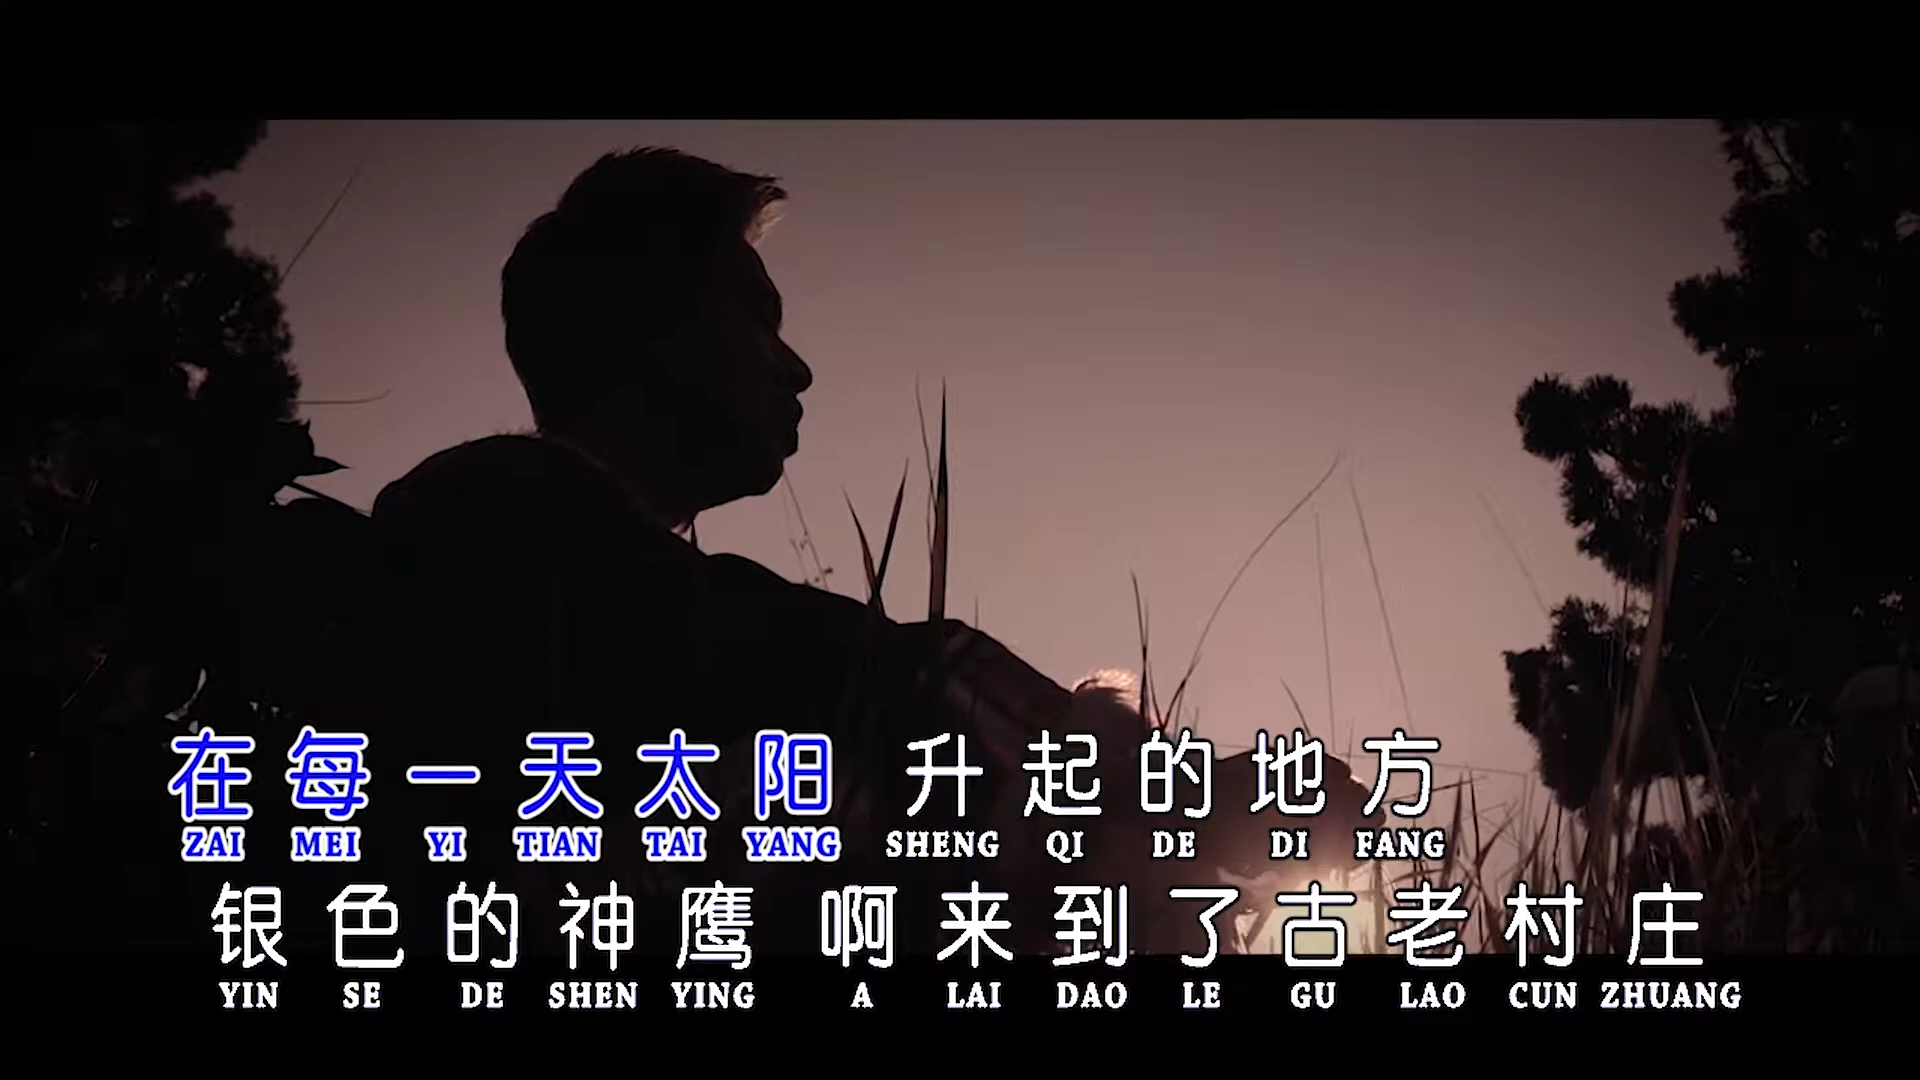 在每一天太阳 升起的地方
ZAI MEI YI TIAN TAI YANG SHENG QI DE DI FANG
银色的神鹰 啊来到了古老村庄
YIN SE DE SHEN YING A LAI DAO LE GU LAO CUN ZHUANG